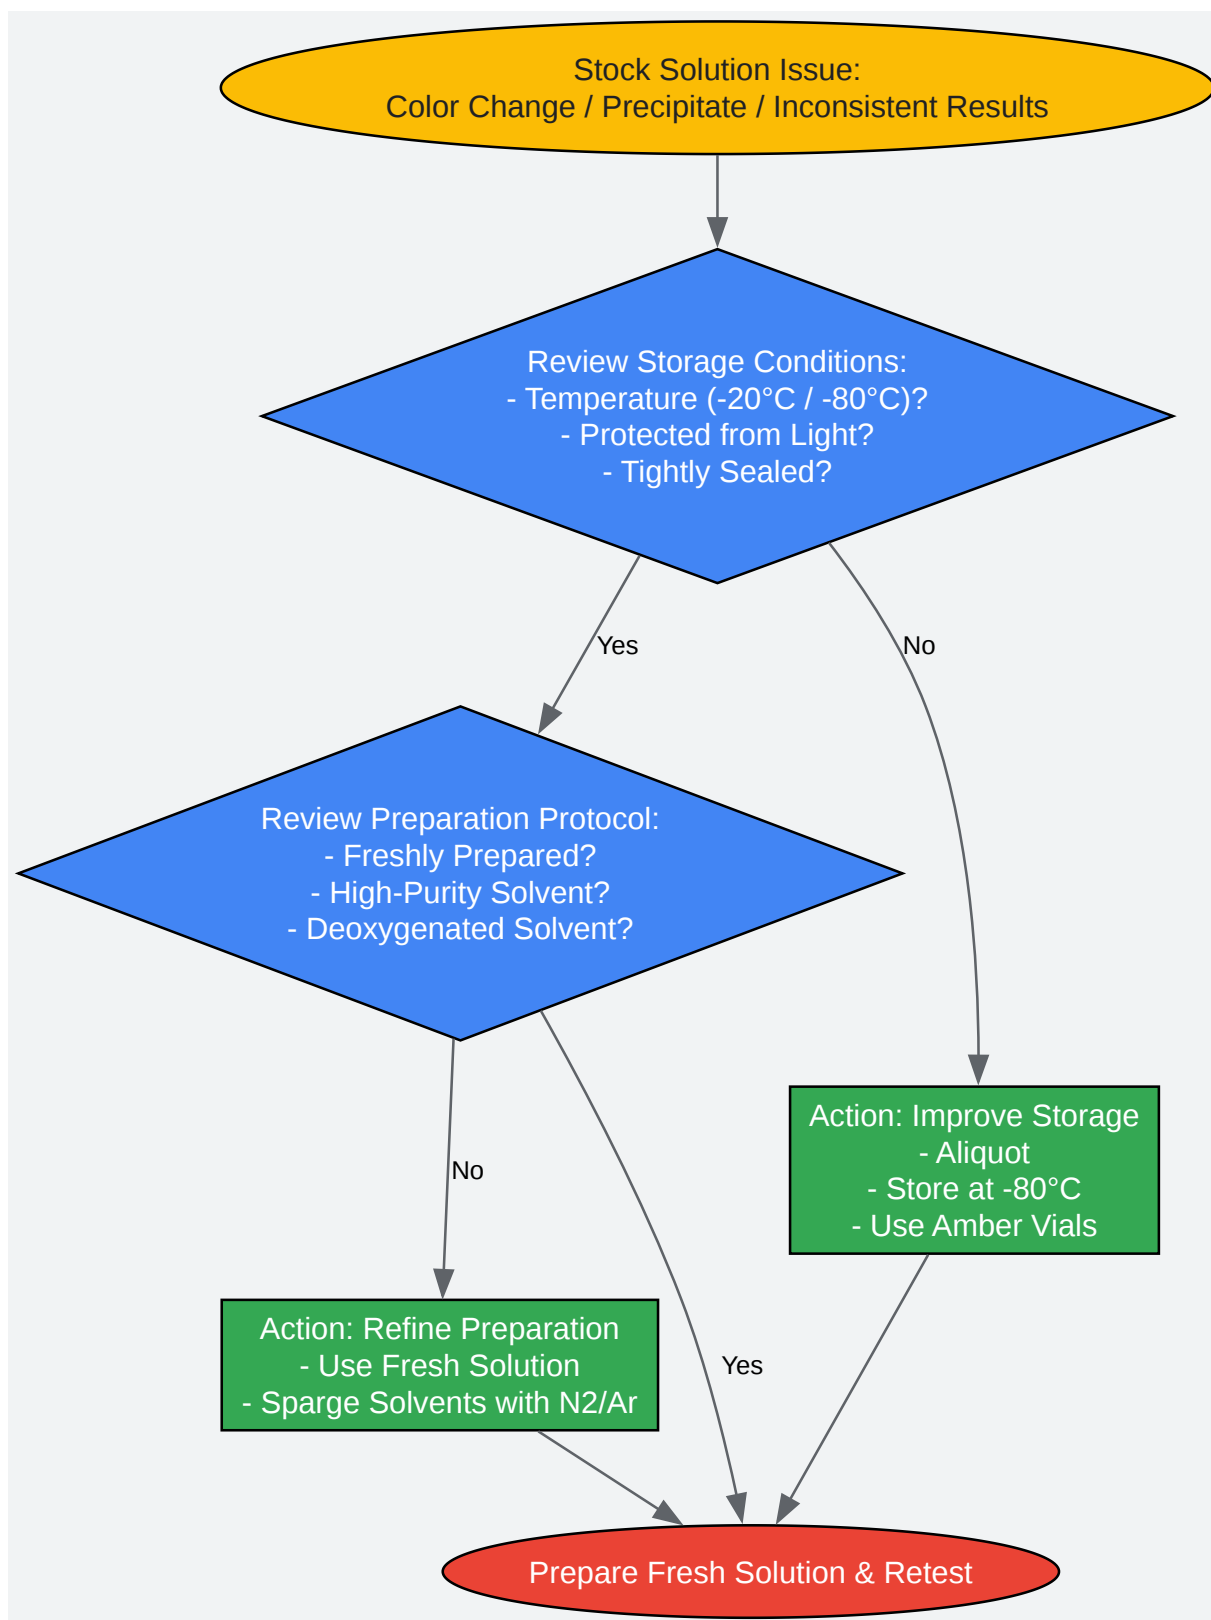 Stock Solution Issue:
Color Change / Precipitate / Inconsistent Results
Review Storage Conditions:
- Temperature (-20°C / -80°C)?
- Protected from Light?
- Tightly Sealed?
Yes
No
Review Preparation Protocol:
- Freshly Prepared?
- High-Purity Solvent?
- Deoxygenated Solvent?
Action: Improve Storage
- Aliquot
- Store at -80°C
- Use Amber Vials
No
Action: Refine Preparation
- Use Fresh Solution
- Sparge Solvents with N2/Ar
Yes
Prepare Fresh Solution & Retest